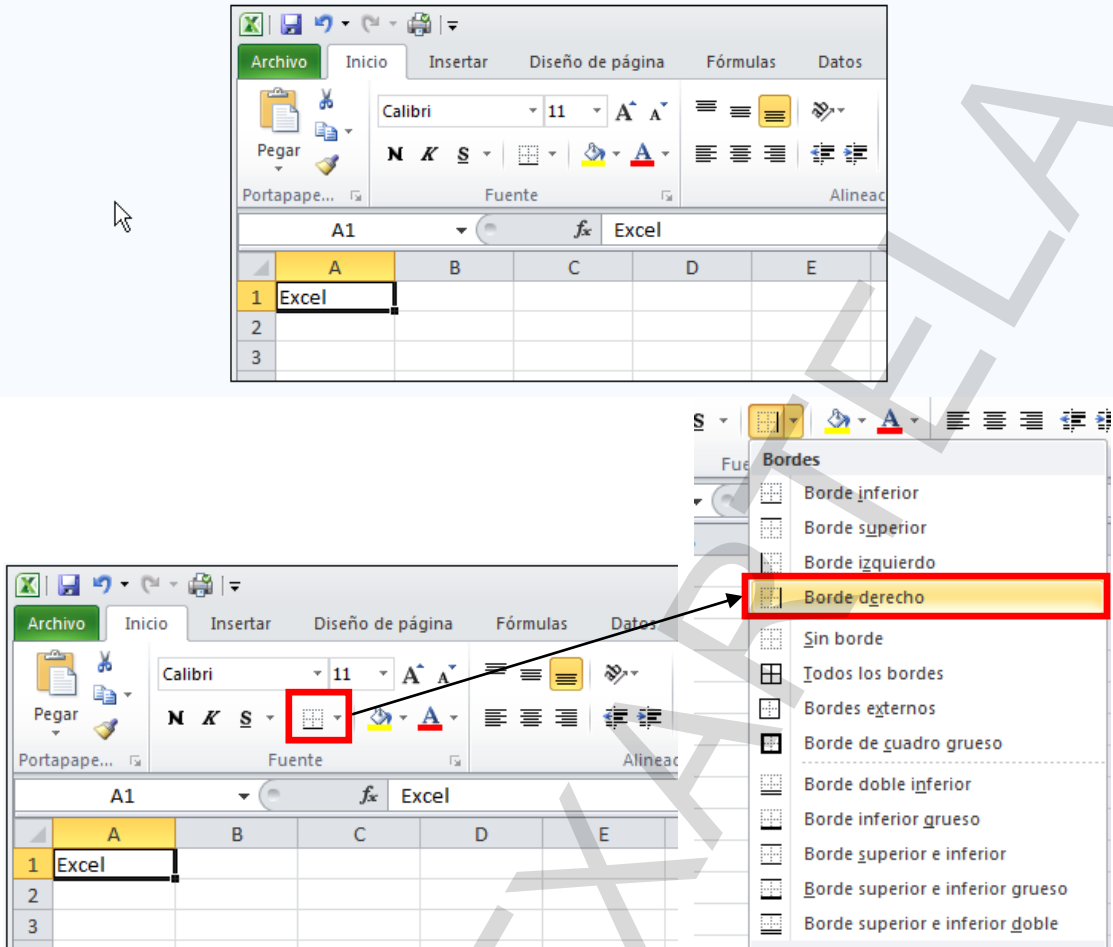 Archivo Inicio Insertar Diseño de página Fórmulas Datos
Calibri 11 A A
Pegar N K S A
Portapape... Fuente Alineac
A1 fx Excel
A B C D E
1 Excel
2
3
S A
Fue
Bordes
Borde inferior
Borde superior
Borde izquierdo
Borde derecho
Sin borde
Todos los bordes
Bordes externos
Borde de cuadro grueso
Borde doble inferior
Borde inferior grueso
Borde superior e inferior
Borde superior e inferior grueso
Borde superior e inferior doble
Archivo Inicio Insertar Diseño de página Fórmulas Datos
Calibri 11 A A
Pegar N K S A
Portapape... Fuente Alineac
A1 fx Excel
A B C D E
1 Excel
2
3